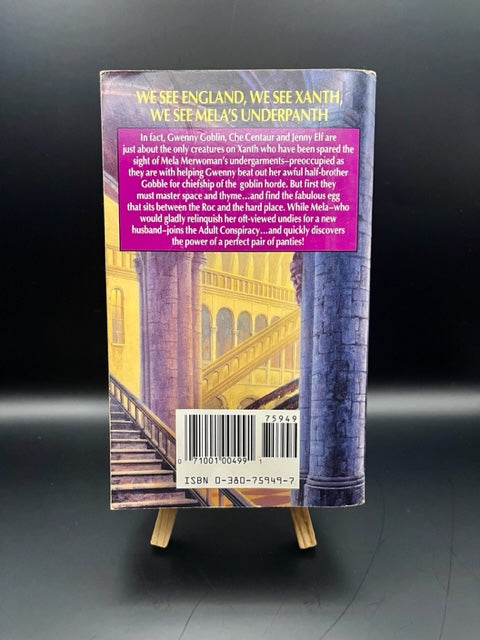 WE SEE ENGLAND, WE SEE XANTH,
WE SEE MELA'S UNDERPANTH
In fact, Gwenny Goblin, Che Centaur and Jenny Elf are
just about the only creatures on Xanth who have been spared the
sight of Mela Merwoman's undergarments–preoccupied as
they are with helping Gwenny beat out her awful half-brother
Gobble for chiefship of the goblin horde. But first they
must master space and thyme...and find the fabulous egg
that sits between the Roc and the hard place. While Mela–who
would gladly relinquish her oft-viewed undies for a new
husband–joins the Adult Conspiracy...and quickly discovers
the power of a perfect pair of panties!
75949
0 71001 00499 1
ISBN 0-380-75949-7